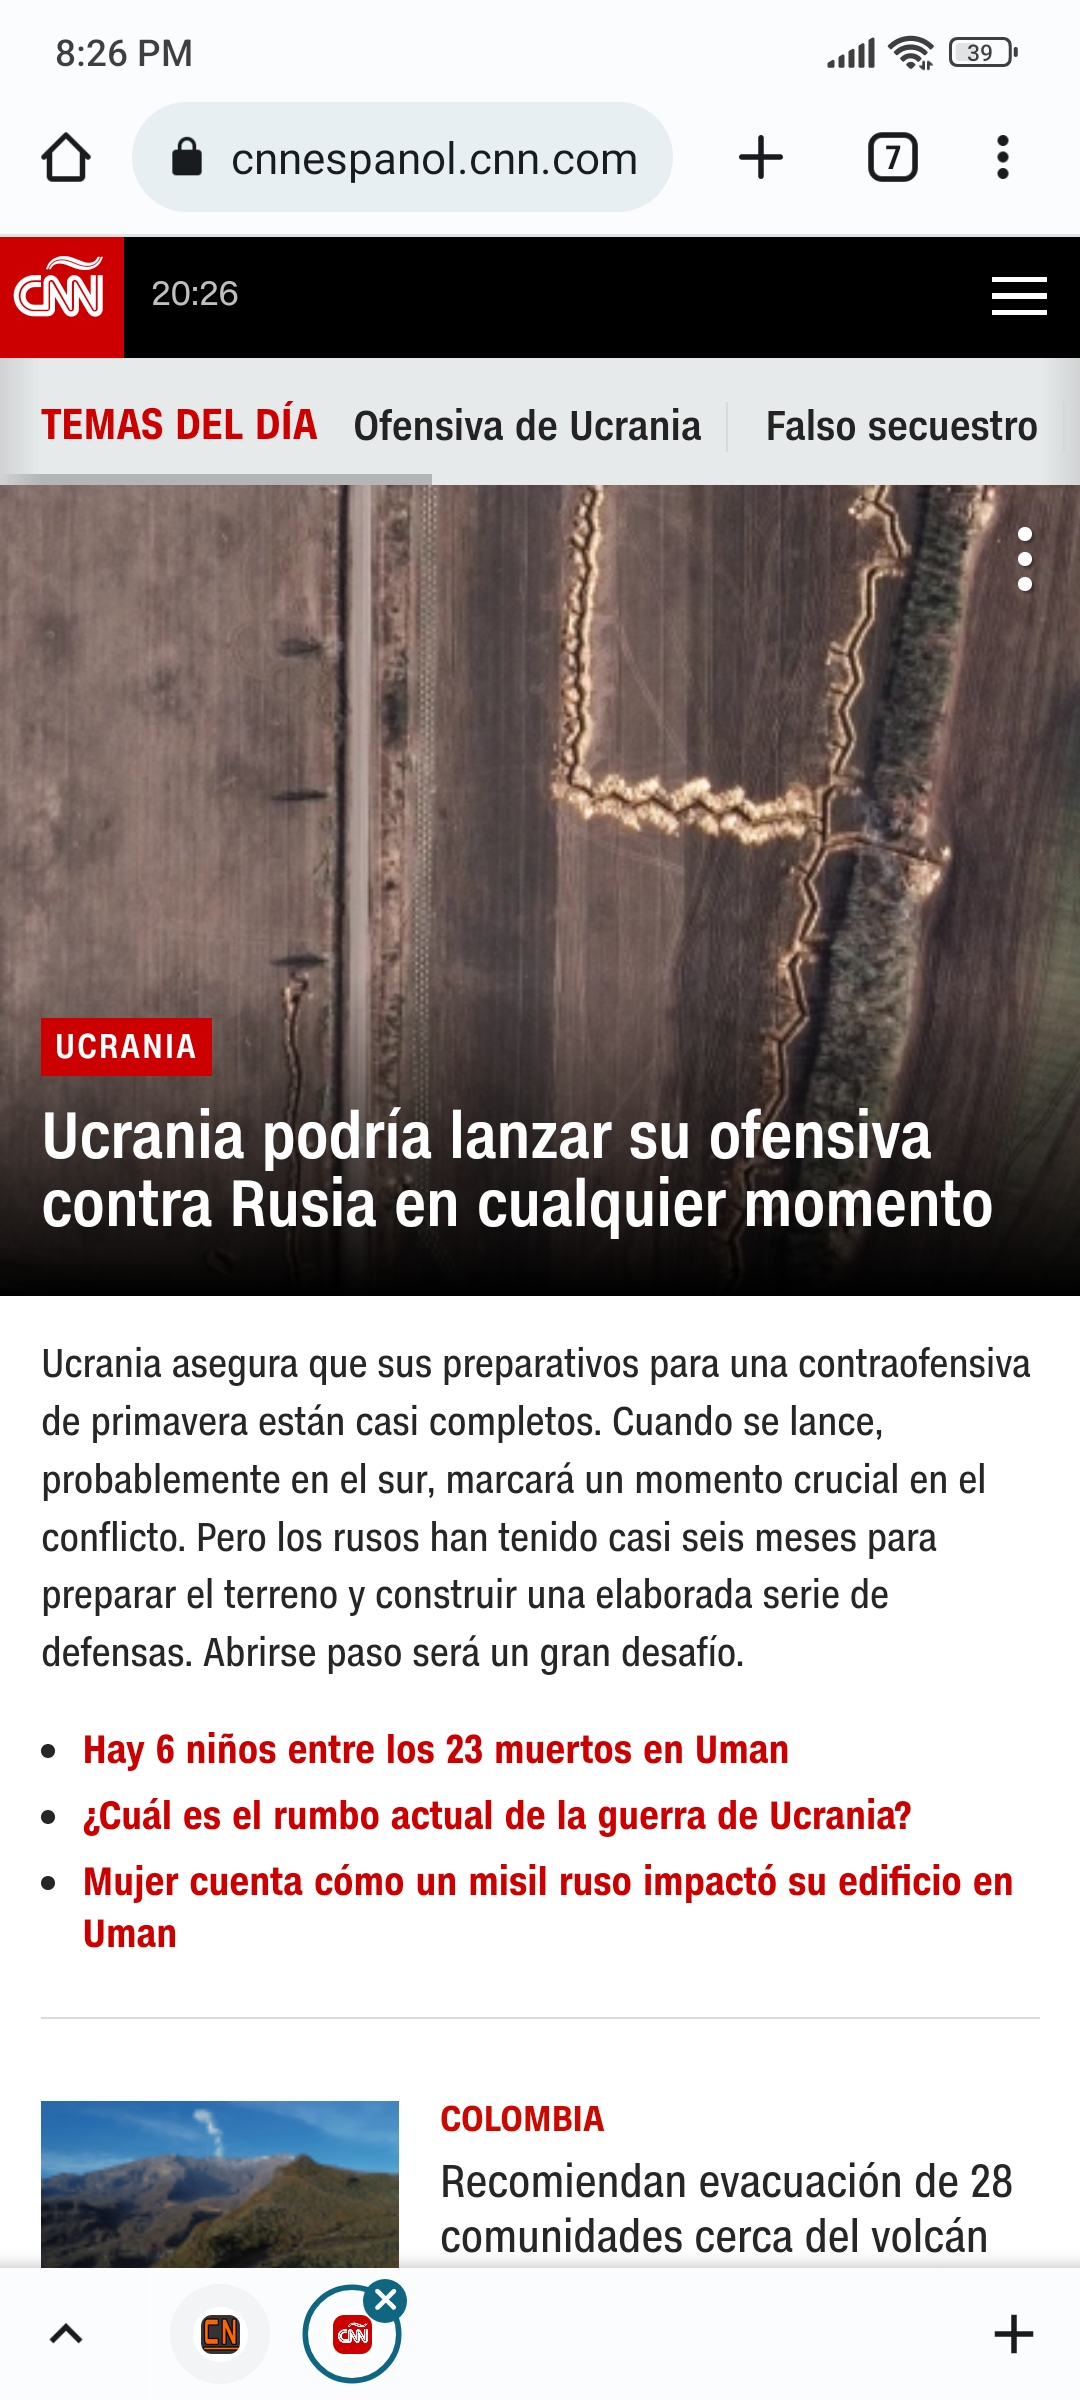 8:26 PM
39
cnnespanol.cnn.com
7
CNN
20:26
TEMAS DEL DÍA
Ofensiva de Ucrania
Falso secuestro
UCRANIA
Ucrania podría lanzar su ofensiva
contra Rusia en cualquier momento
Ucrania asegura que sus preparativos para una contraofensiva
de primavera están casi completos. Cuando se lance,
probablemente en el sur, marcará un momento crucial en el
conflicto. Pero los rusos han tenido casi seis meses para
preparar el terreno y construir una elaborada serie de
defensas. Abrirse paso será un gran desafío.
Hay 6 niños entre los 23 muertos en Uman
¿Cuál es el rumbo actual de la guerra de Ucrania?
Mujer cuenta cómo un misil ruso impactó su edificio en
Uman
COLOMBIA
Recomiendan evacuación de 28
comunidades cerca del volcán
CN
CNN